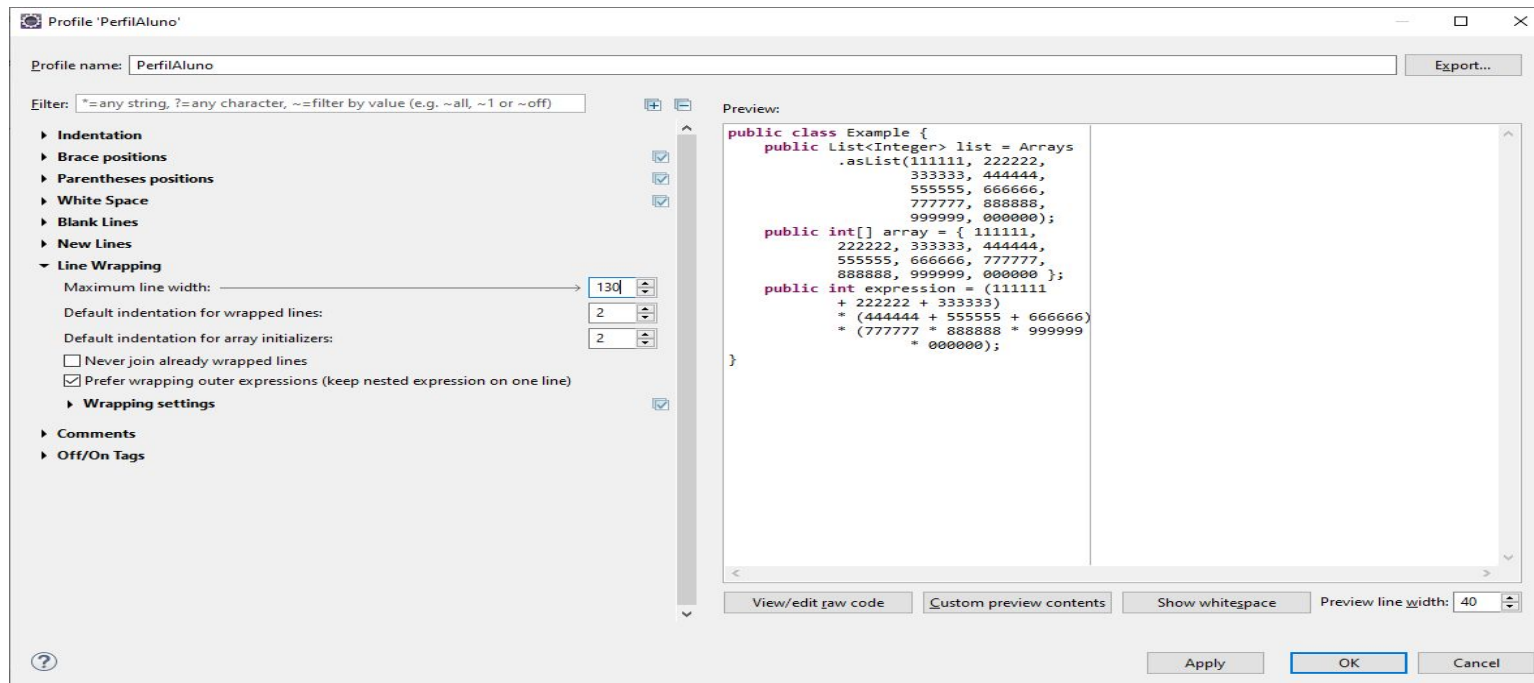 Profile 'PerfilAluno'
Profile name: PerfilAluno
Export...
Filter: *=any string, ?=any character, ~=filter by value (e.g. ~all, ~1 or ~off)
Indentation
Brace positions
Parentheses positions
White Space
Blank Lines
New Lines
Line Wrapping
Maximum line width: 130
Default indentation for wrapped lines: 2
Default indentation for array initializers: 2
Never join already wrapped lines
Prefer wrapping outer expressions (keep nested expression on one line)
Wrapping settings
Comments
Off/On Tags
Preview:
public class Example {
    public List<Integer> list = Arrays
            .asList(111111, 222222,
                    333333, 444444,
                    555555, 666666,
                    777777, 888888,
                    999999, 000000);
    public int[] array = { 111111,
            222222, 333333, 444444,
            555555, 666666, 777777,
            888888, 999999, 000000 };
    public int expression = (111111
            + 222222 + 333333)
            * (444444 + 555555 + 666666)
            * (777777 * 888888 * 999999
                    * 000000);
}
View/edit raw code Custom preview contents Show whitespace Preview line width: 40
? Apply OK Cancel